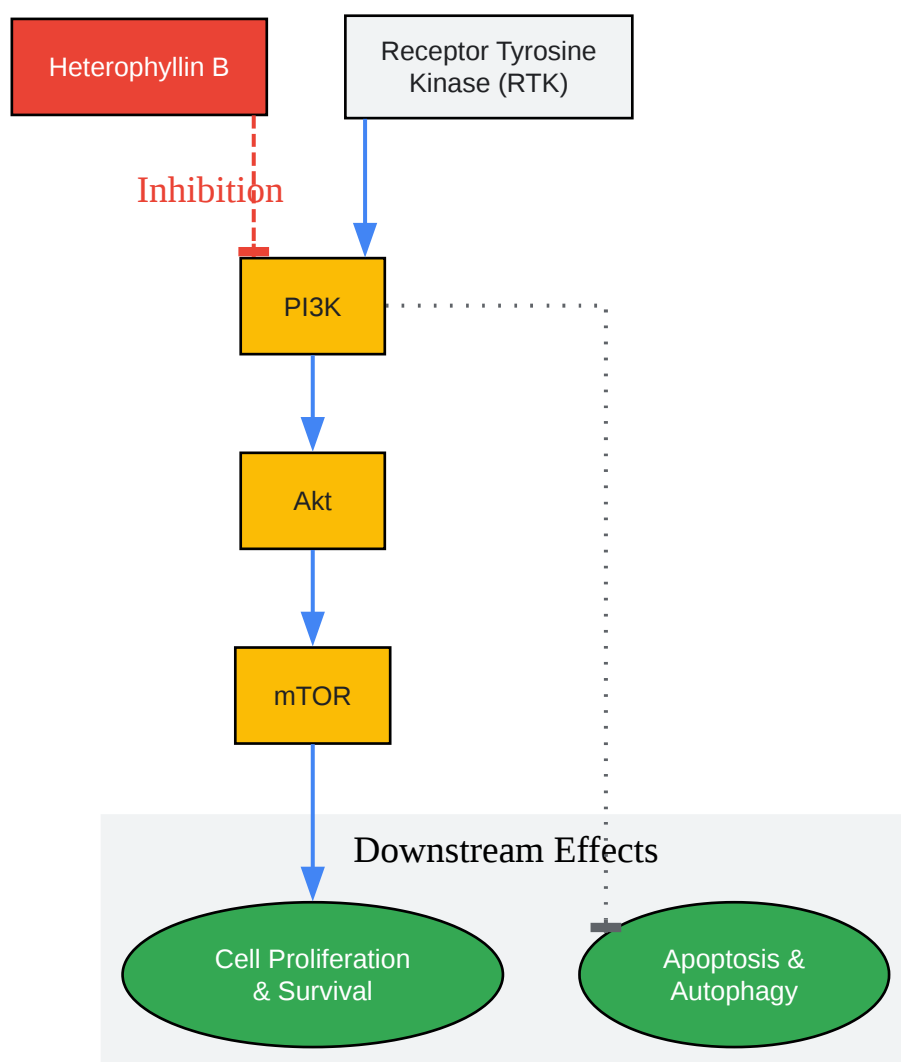 Heterophyllin B
Receptor Tyrosine
Kinase (RTK)
Inhibition
PI3K
Akt
mTOR
Downstream Effects
Cell Proliferation
& Survival
Apoptosis &
Autophagy